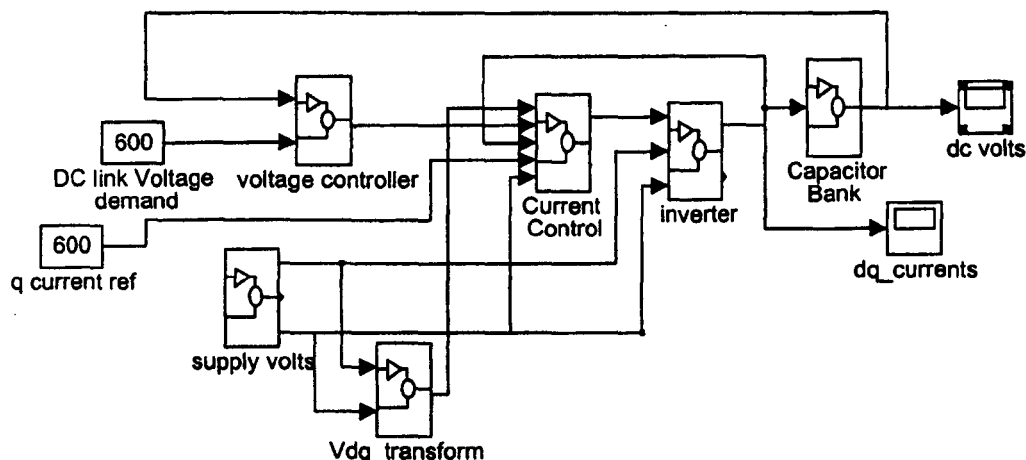 600
DC link Voltage
demand
voltage controller
Current
Control
inverter
Capacitor
Bank
dc volts
600
q current ref
dq_currents
supply volts
Vdq_transform